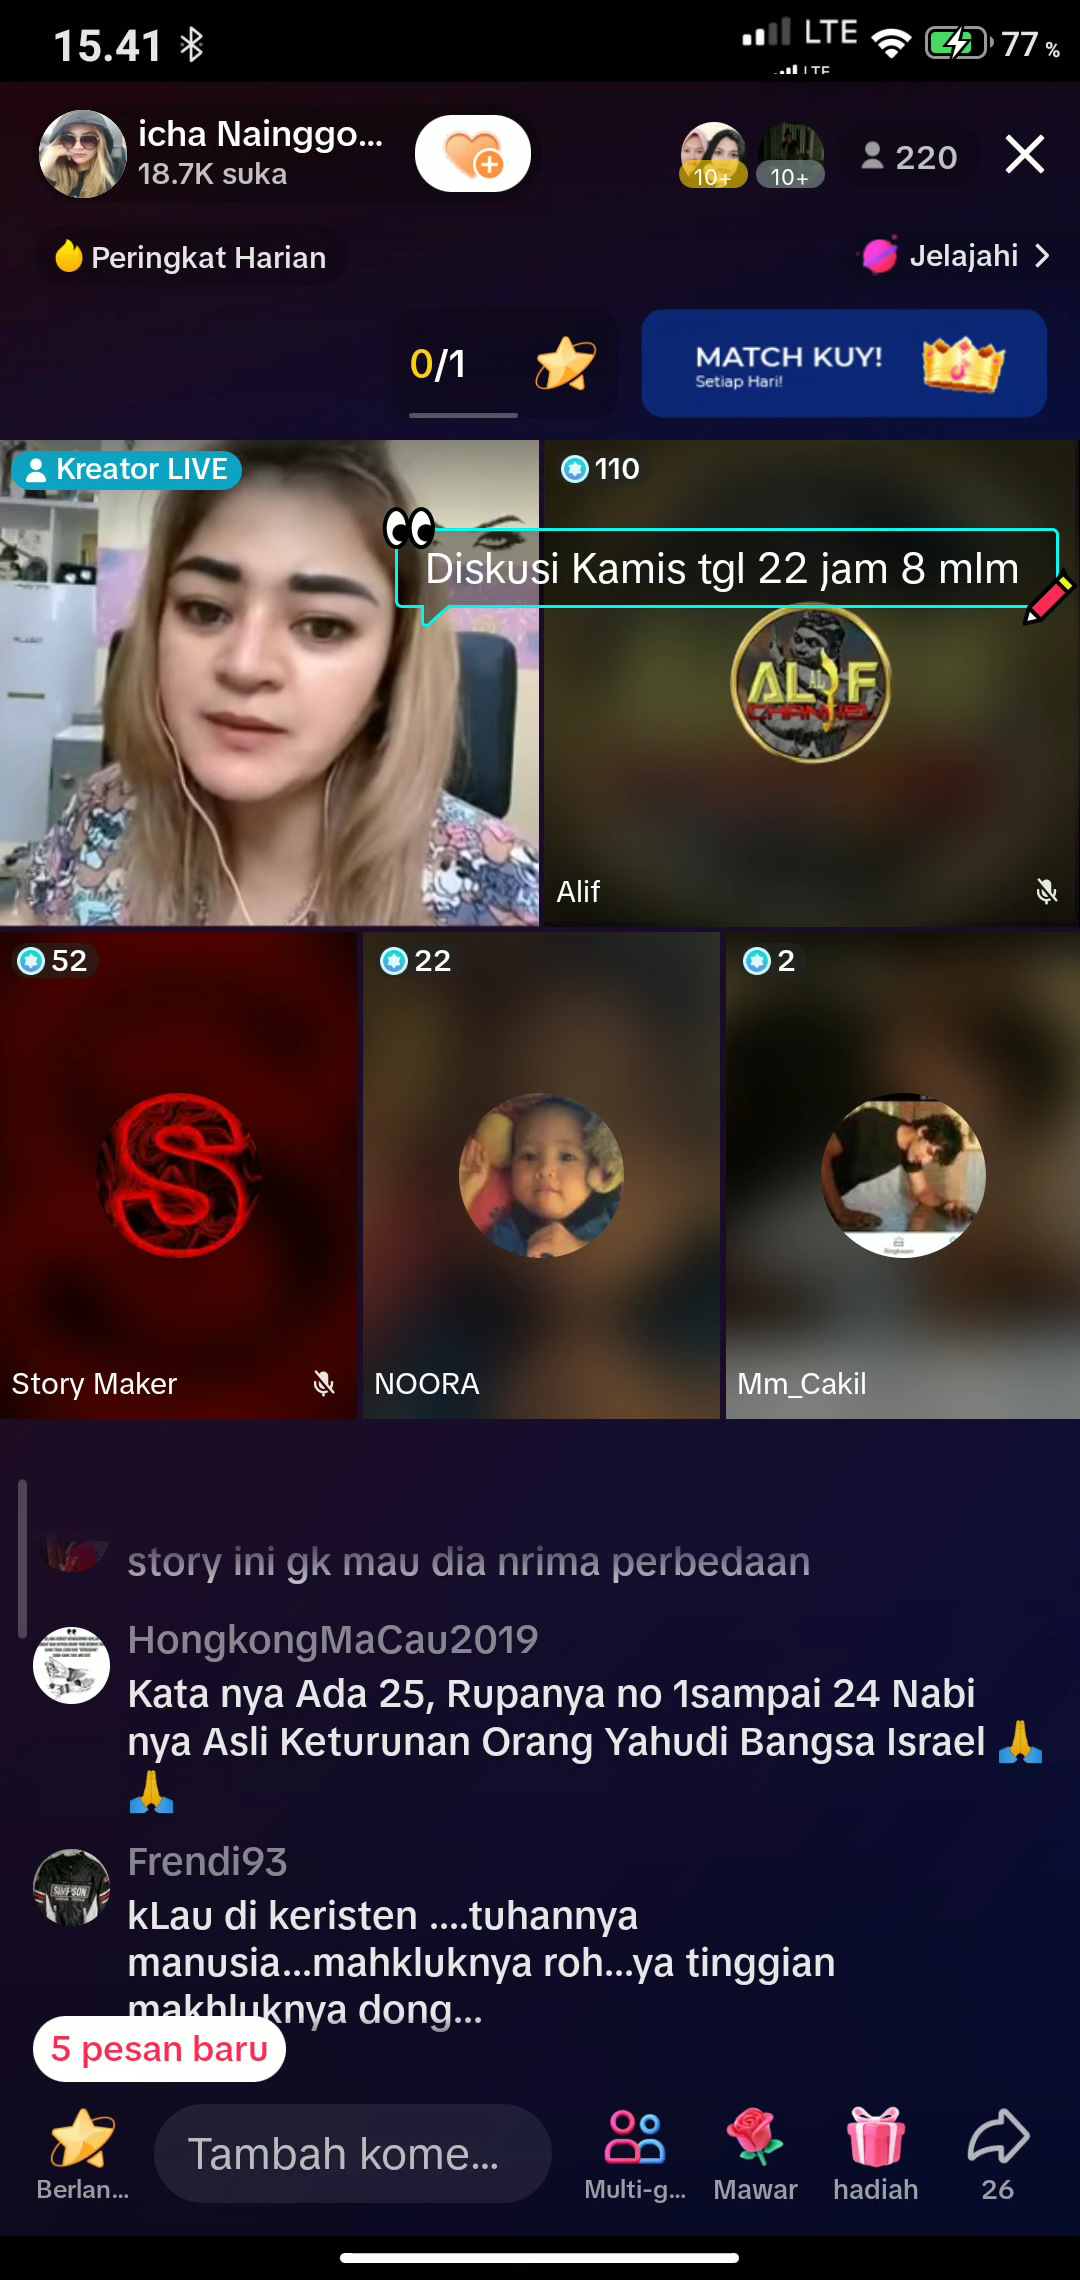 15.41
LTE
77 %
LTE
icha Nainggo...
18.7K suka
10+
10+
220
Peringkat Harian
Jelajahi
0/1
MATCH KUY!
Setiap Hari!
Kreator LIVE
110
Diskusi Kamis tgl 22 jam 8 mlm
ALIF
CHANNEL
Alif
52
22
2
S
Story Maker
NOORA
Mm_Cakil
story ini gk mau dia nrima perbedaan
HongkongMaCau2019
Kata nya Ada 25, Rupanya no 1sampai 24 Nabi
nya Asli Keturunan Orang Yahudi Bangsa Israel 🙏
🙏
Frendi93
SIMPSON
kLau di keristen ....tuhannya
manusia...mahkluknya roh...ya tinggian
makhluknya dong...
5 pesan baru
Berlan...
Tambah kome...
Multi-g...
Mawar
hadiah
26